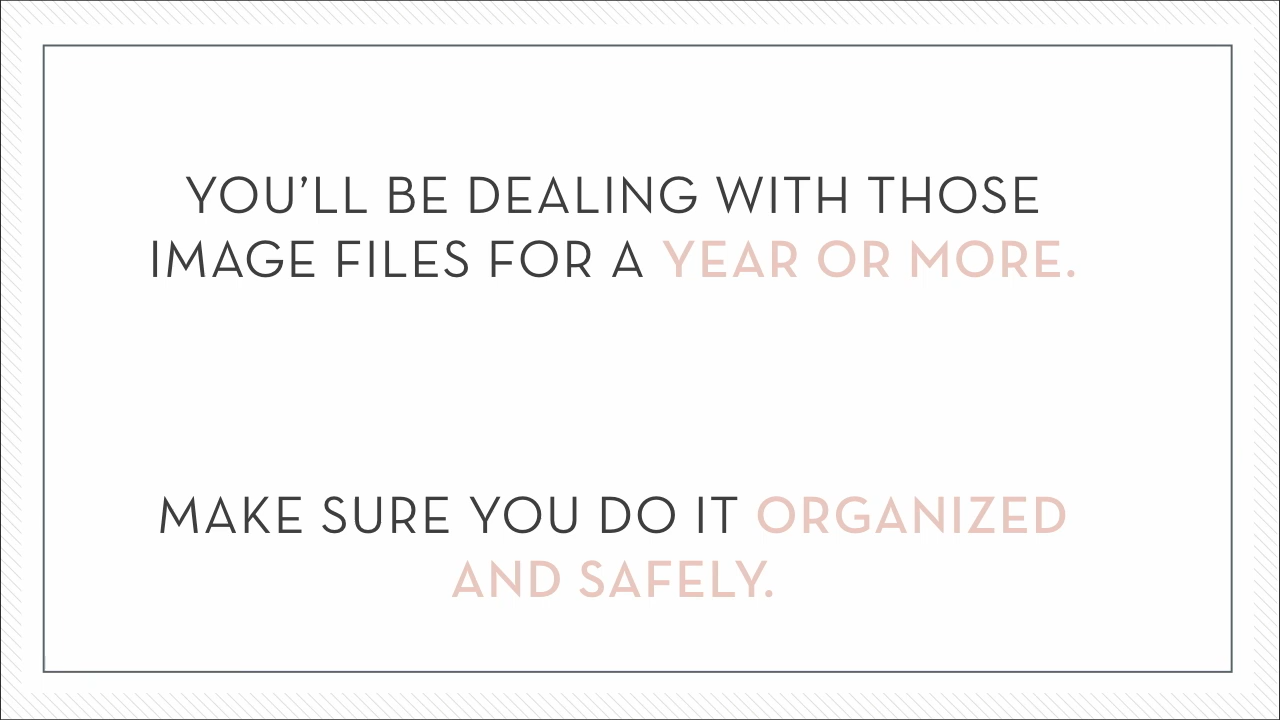 YOU’LL BE DEALING WITH THOSE
IMAGE FILES FOR A YEAR OR MORE.
MAKE SURE YOU DO IT ORGANIZED
AND SAFELY.